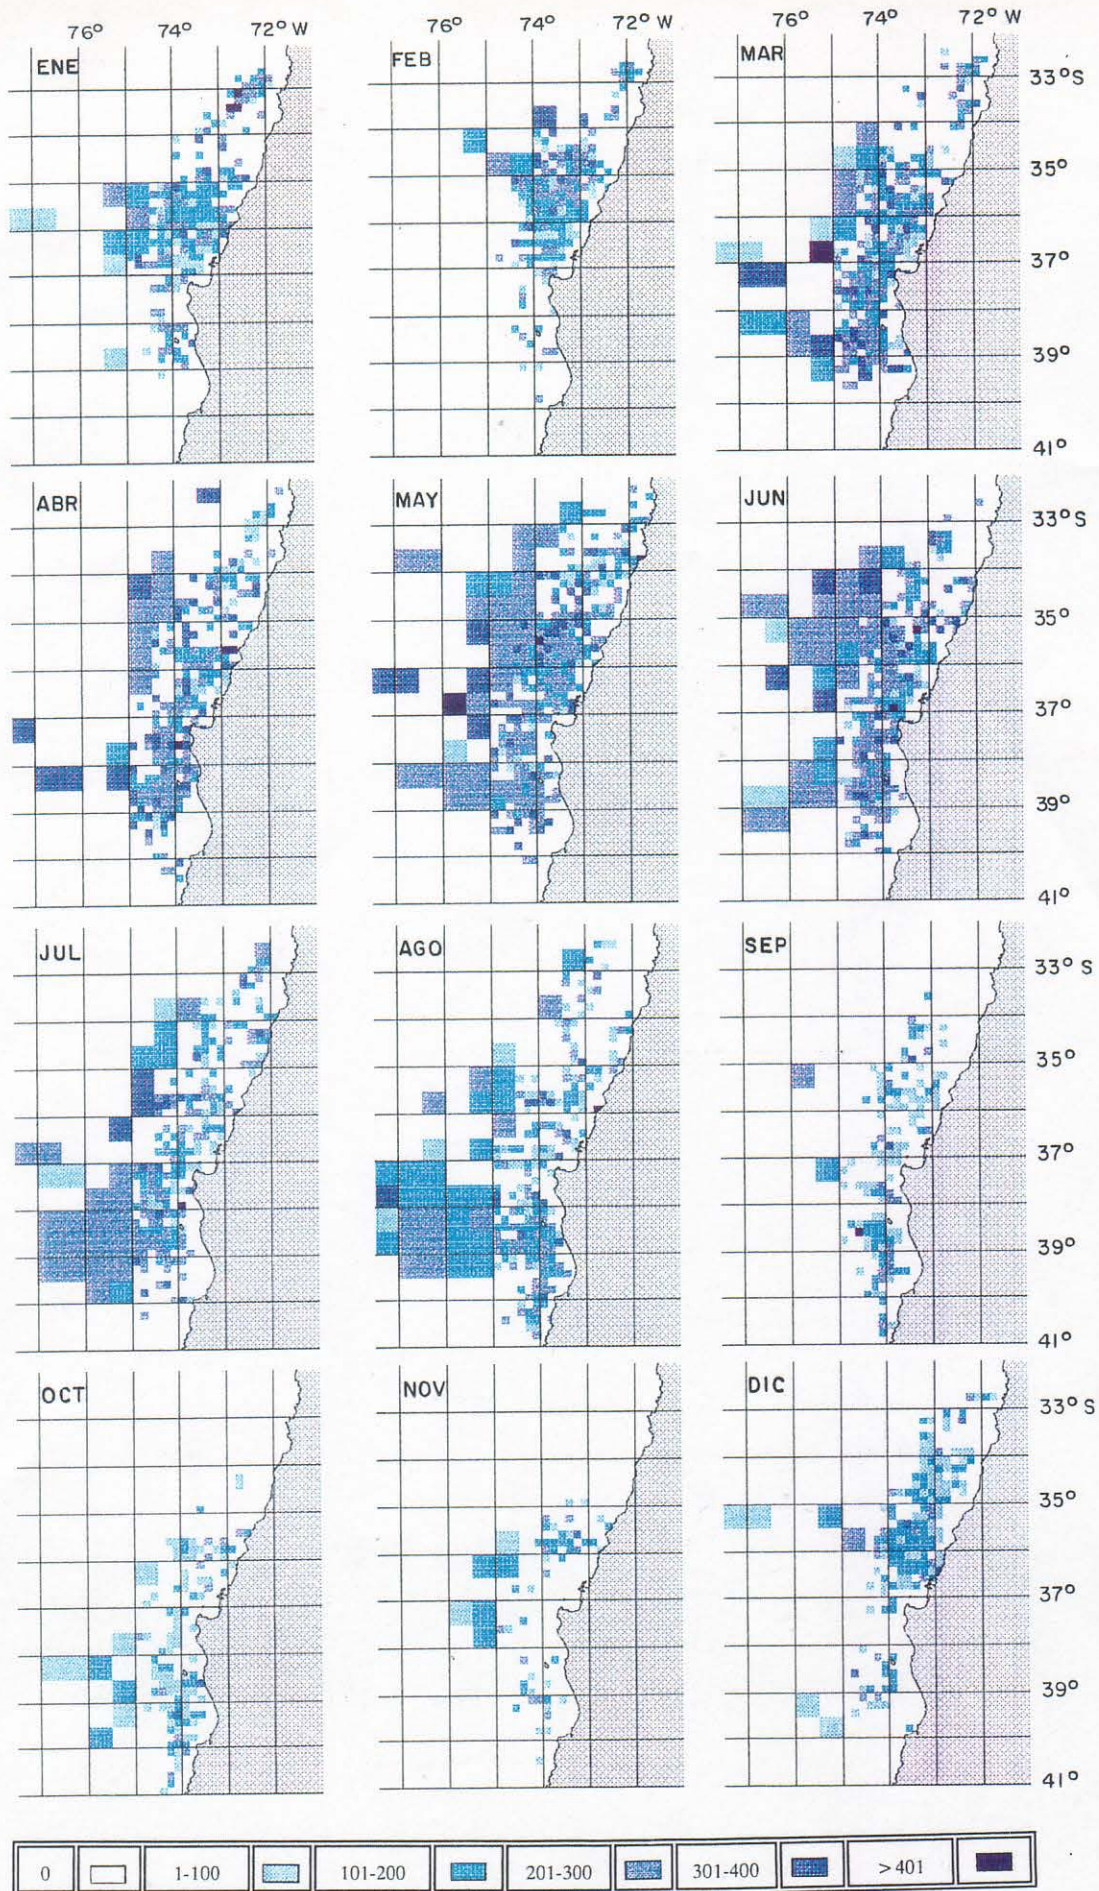 76° 74° 72° W 76° 74° 72° W 76° 74° 72° W
ENE FEB MAR
33°S
35°
37°
39°
41°
ABR MAY JUN
33°S
35°
37°
39°
41°
JUL AGO SEP
33° S
35°
37°
39°
41°
OCT NOV DIC
33° S
35°
37°
39°
41°
0 1-100 101-200 201-300 301-400 >401